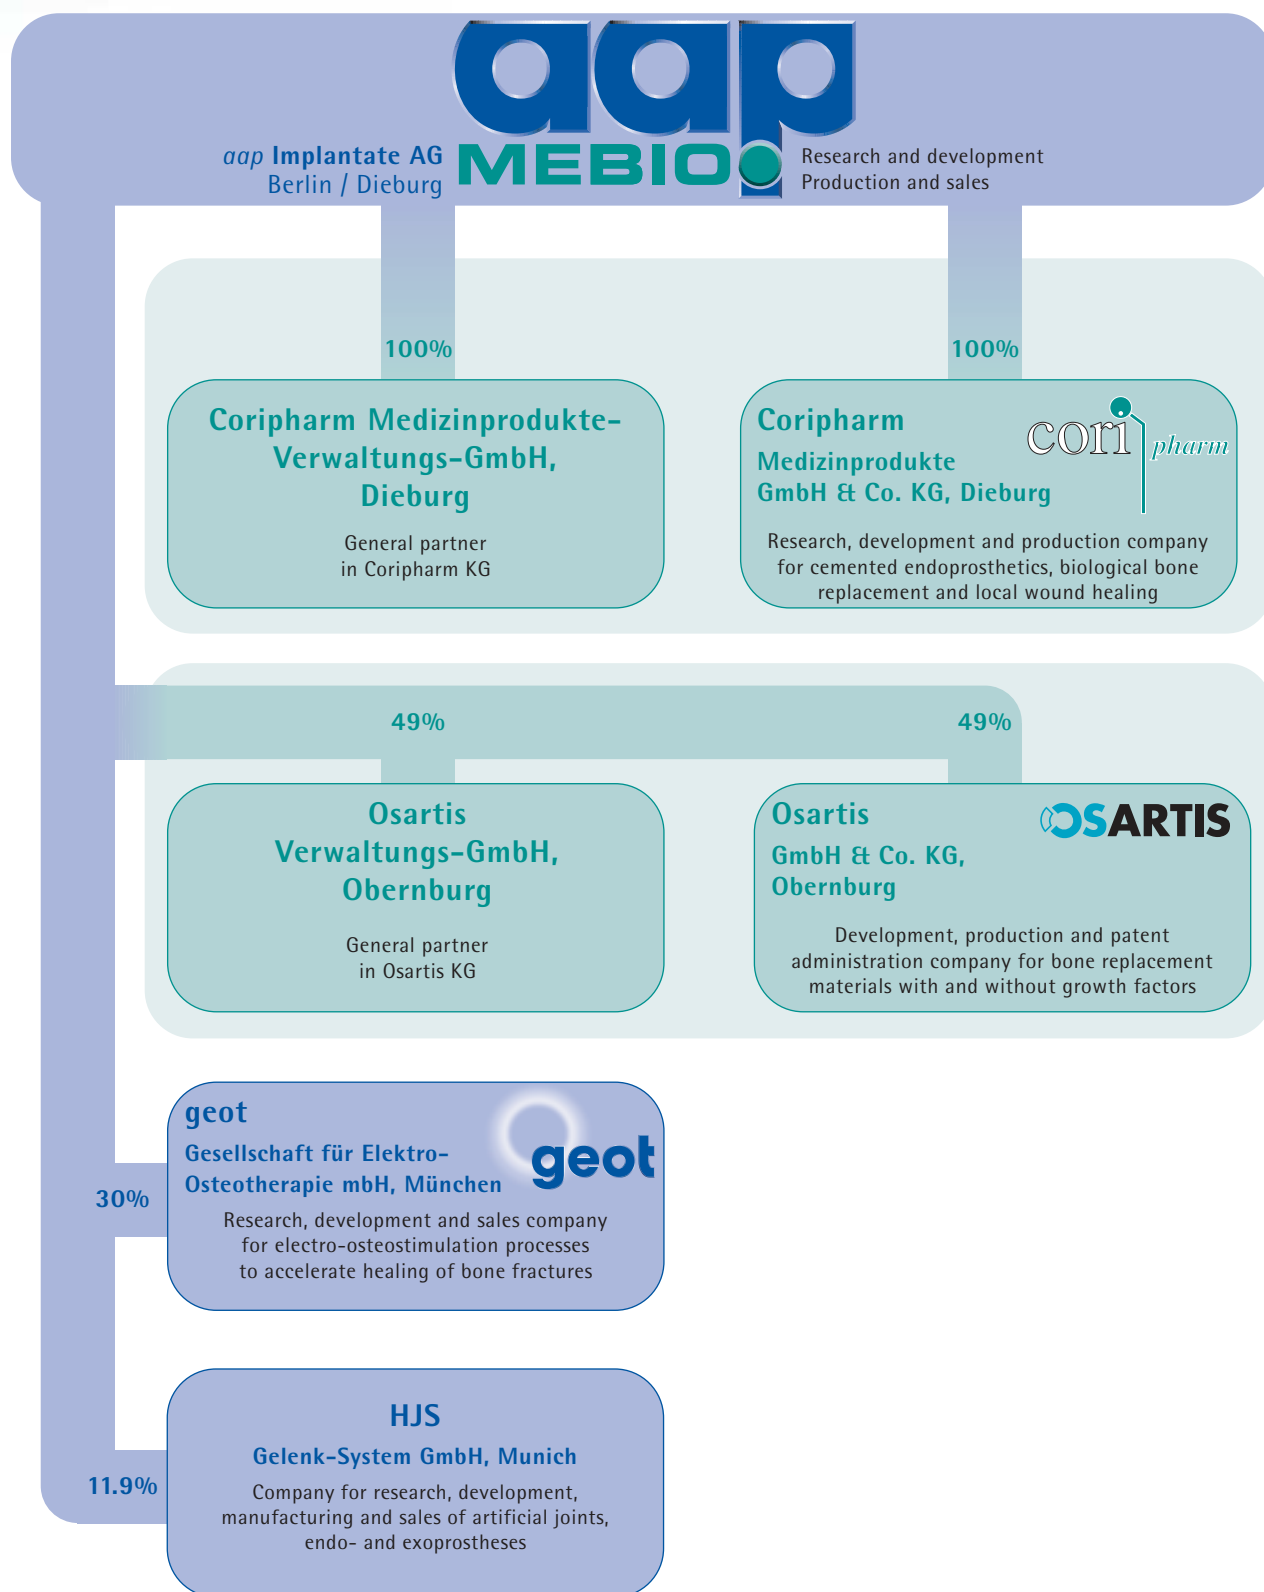 aap
MEBIO
aap Implantate AG
Berlin / Dieburg
Research and development
Production and sales
100%
100%
Coripharm Medizinprodukte-
Verwaltungs-GmbH,
Dieburg
General partner
in Coripharm KG
Coripharm
Medizinprodukte
GmbH & Co. KG, Dieburg
cori pharm
Research, development and production company
for cemented endoprosthetics, biological bone
replacement and local wound healing
49%
49%
Osartis
Verwaltungs-GmbH,
Obernburg
General partner
in Osartis KG
Osartis
GmbH & Co. KG,
Obernburg
OSARTIS
Development, production and patent
administration company for bone replacement
materials with and without growth factors
30%
geot
Gesellschaft für Elektro-
Osteotherapie mbH, München
geot
Research, development and sales company
for electro-osteostimulation processes
to accelerate healing of bone fractures
11.9%
HJS
Gelenk-System GmbH, Munich
Company for research, development,
manufacturing and sales of artificial joints,
endo- and exoprostheses